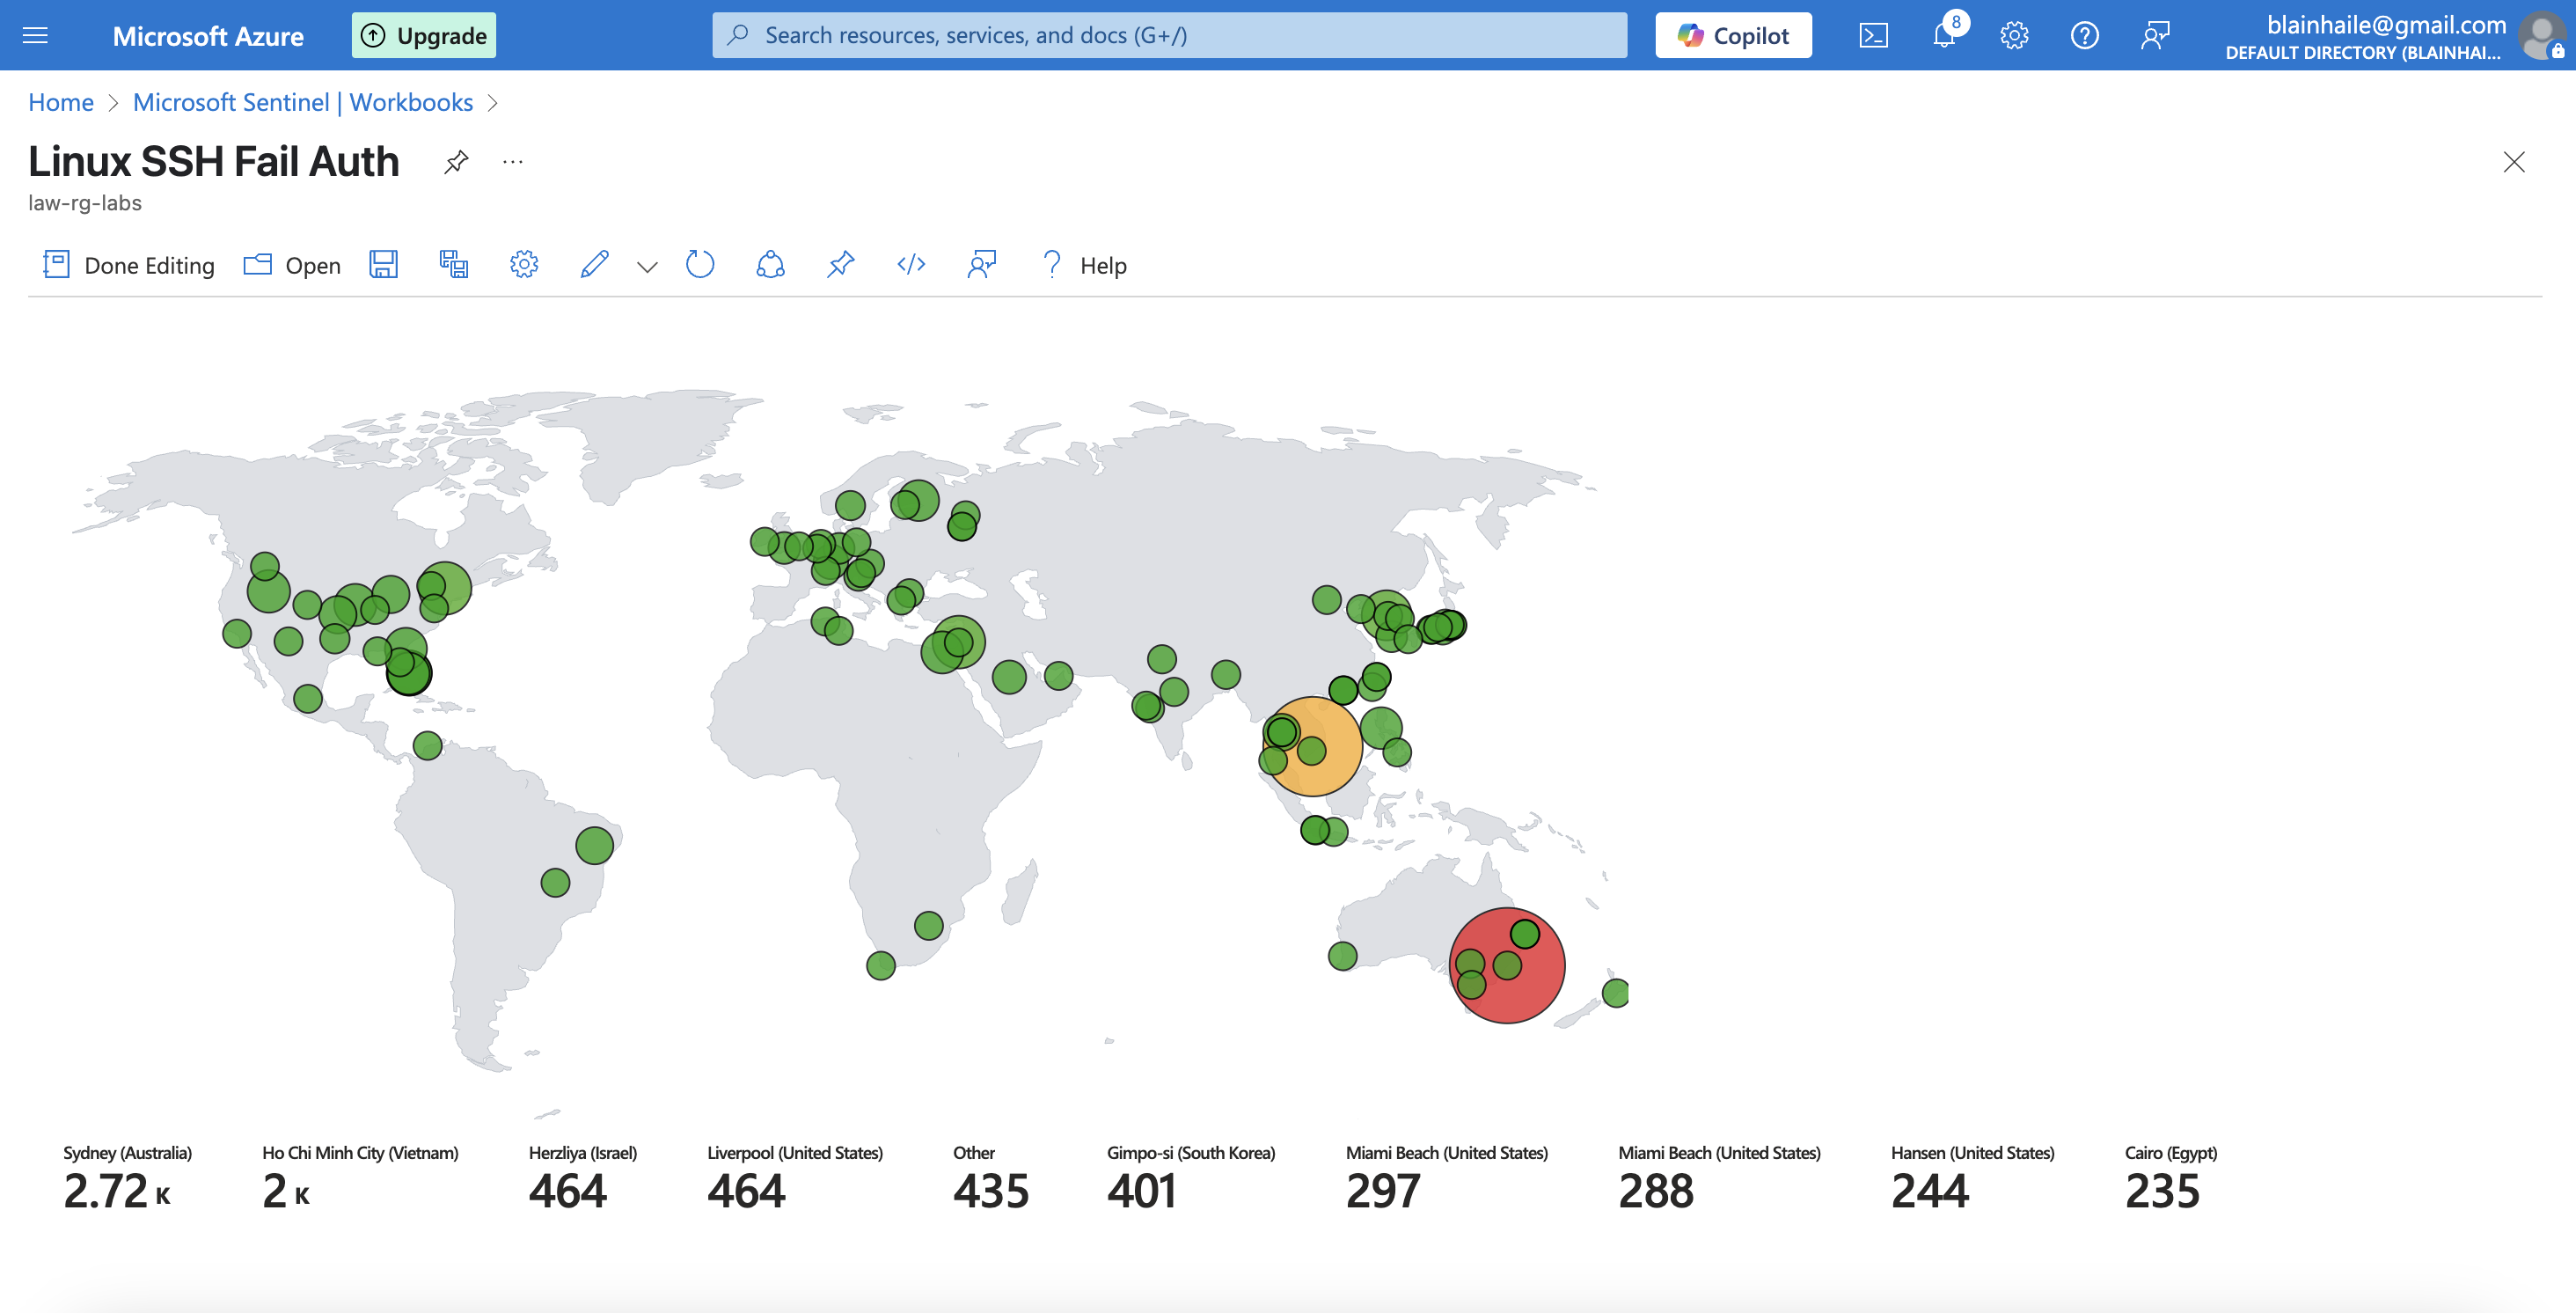 Microsoft Azure
Upgrade
Search resources, services, and docs (G+/)
Copilot
8
blainhaile@gmail.com
DEFAULT DIRECTORY (BLAINHAI...
Home > Microsoft Sentinel | Workbooks >
Linux SSH Fail Auth
...
law-rg-labs
Done Editing
Open
Help
Sydney (Australia)
2.72 K
Ho Chi Minh City (Vietnam)
2 K
Herzliya (Israel)
464
Liverpool (United States)
464
Other
435
Gimpo-si (South Korea)
401
Miami Beach (United States)
297
Miami Beach (United States)
288
Hansen (United States)
244
Cairo (Egypt)
235